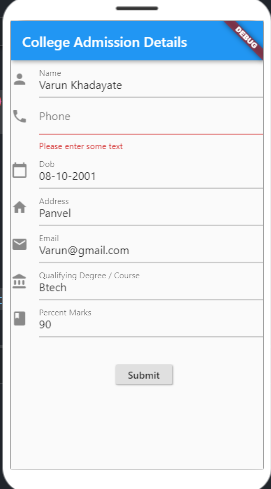 College Admission Details
DEBUG
Name
Varun Khadayate
Phone
Please enter some text
Dob
08-10-2001
Address
Panvel
Email
Varun@gmail.com
Qualifying Degree / Course
Btech
Percent Marks
90
Submit